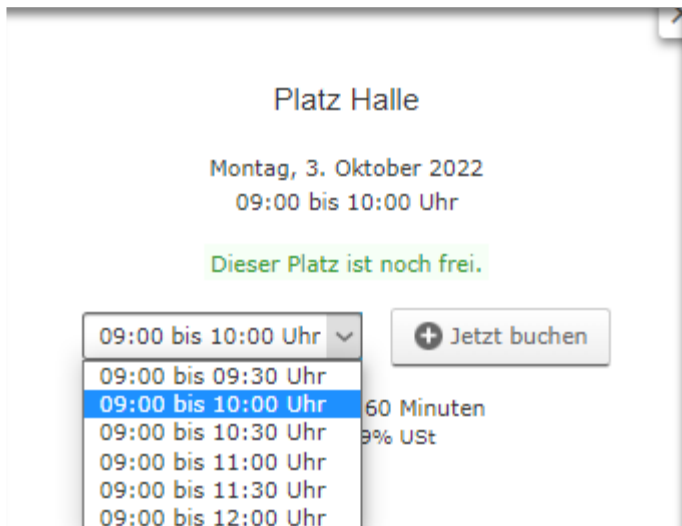 Platz Halle
Montag, 3. Oktober 2022
09:00 bis 10:00 Uhr
Dieser Platz ist noch frei.
09:00 bis 10:00 Uhr
Jetzt buchen
09:00 bis 09:30 Uhr
09:00 bis 10:00 Uhr
60 Minuten
09:00 bis 10:30 Uhr
9% USt
09:00 bis 11:00 Uhr
09:00 bis 11:30 Uhr
09:00 bis 12:00 Uhr